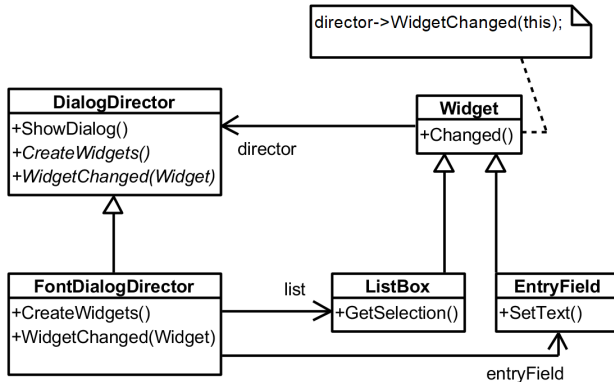 director->WidgetChanged(this);
DialogDirector
+ShowDialog()
+CreateWidgets()
+WidgetChanged(Widget)
Widget
+Changed()
director
FontDialogDirector
+CreateWidgets()
+WidgetChanged(Widget)
list
ListBox
+GetSelection()
EntryField
+SetText()
entryField